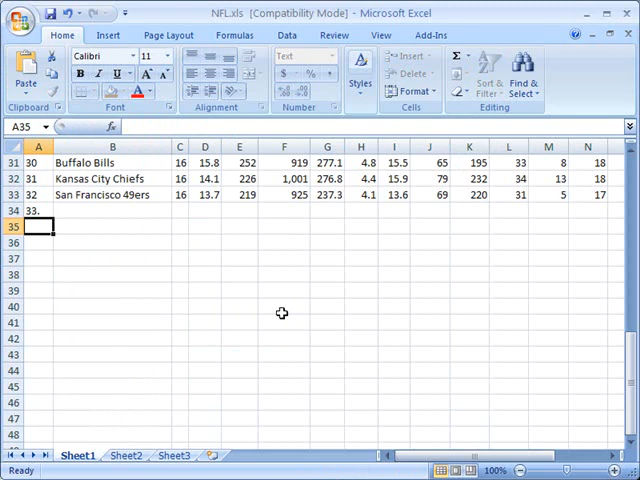 NFL.xls [Compatibility Mode] - Microsoft Excel
Home Insert Page Layout Formulas Data Review View Add-Ins
Paste
Clipboard
Calibri 11
B I U A A
A
Font
Alignment
Text
$ % ,
.0 .00 .00 .0
Number
A
Styles
Insert
Delete
Format
Cells
Σ
Sort & Filter
Find & Select
Editing
A35 fx
A B C D E F G H I J K L M N
31 30 Buffalo Bills 16 15.8 252 919 277.1 4.8 15.5 65 195 33 8 18
32 31 Kansas City Chiefs 16 14.1 226 1,001 276.8 4.4 15.9 79 232 34 13 18
33 32 San Francisco 49ers 16 13.7 219 925 237.3 4.1 13.6 69 220 31 5 17
34 33.
35
36
37
38
39
40
41
42
43
44
45
46
47
48
Sheet1 Sheet2 Sheet3
Ready 100%